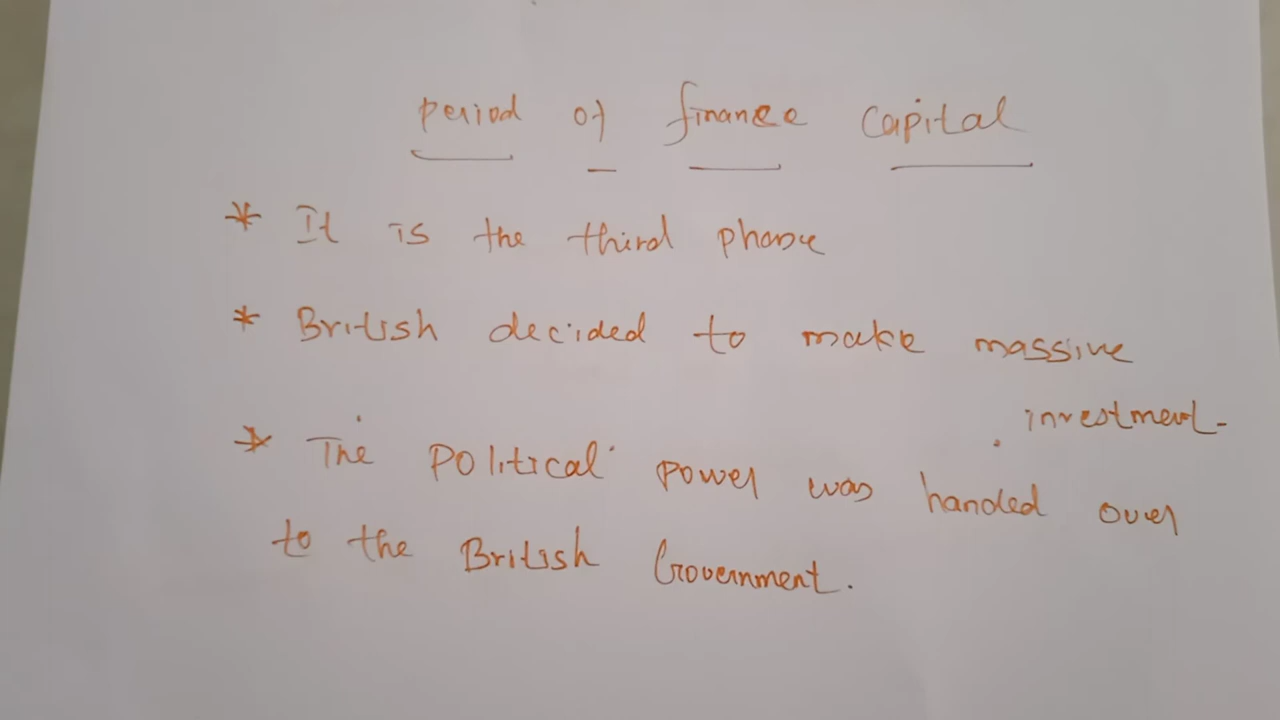 Period of finance capital
* It is the third phase
* British decided to make massive
investment.
* The Political power was handed over
to the British Government.